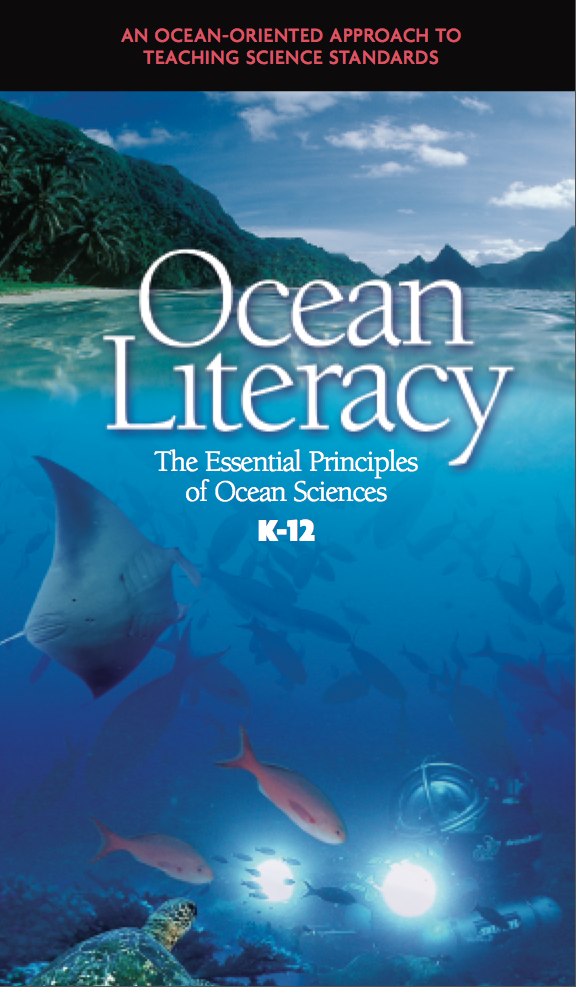 AN OCEAN-ORIENTED APPROACH TO
TEACHING SCIENCE STANDARDS
Ocean
Literacy
The Essential Principles
of Ocean Sciences
K-12